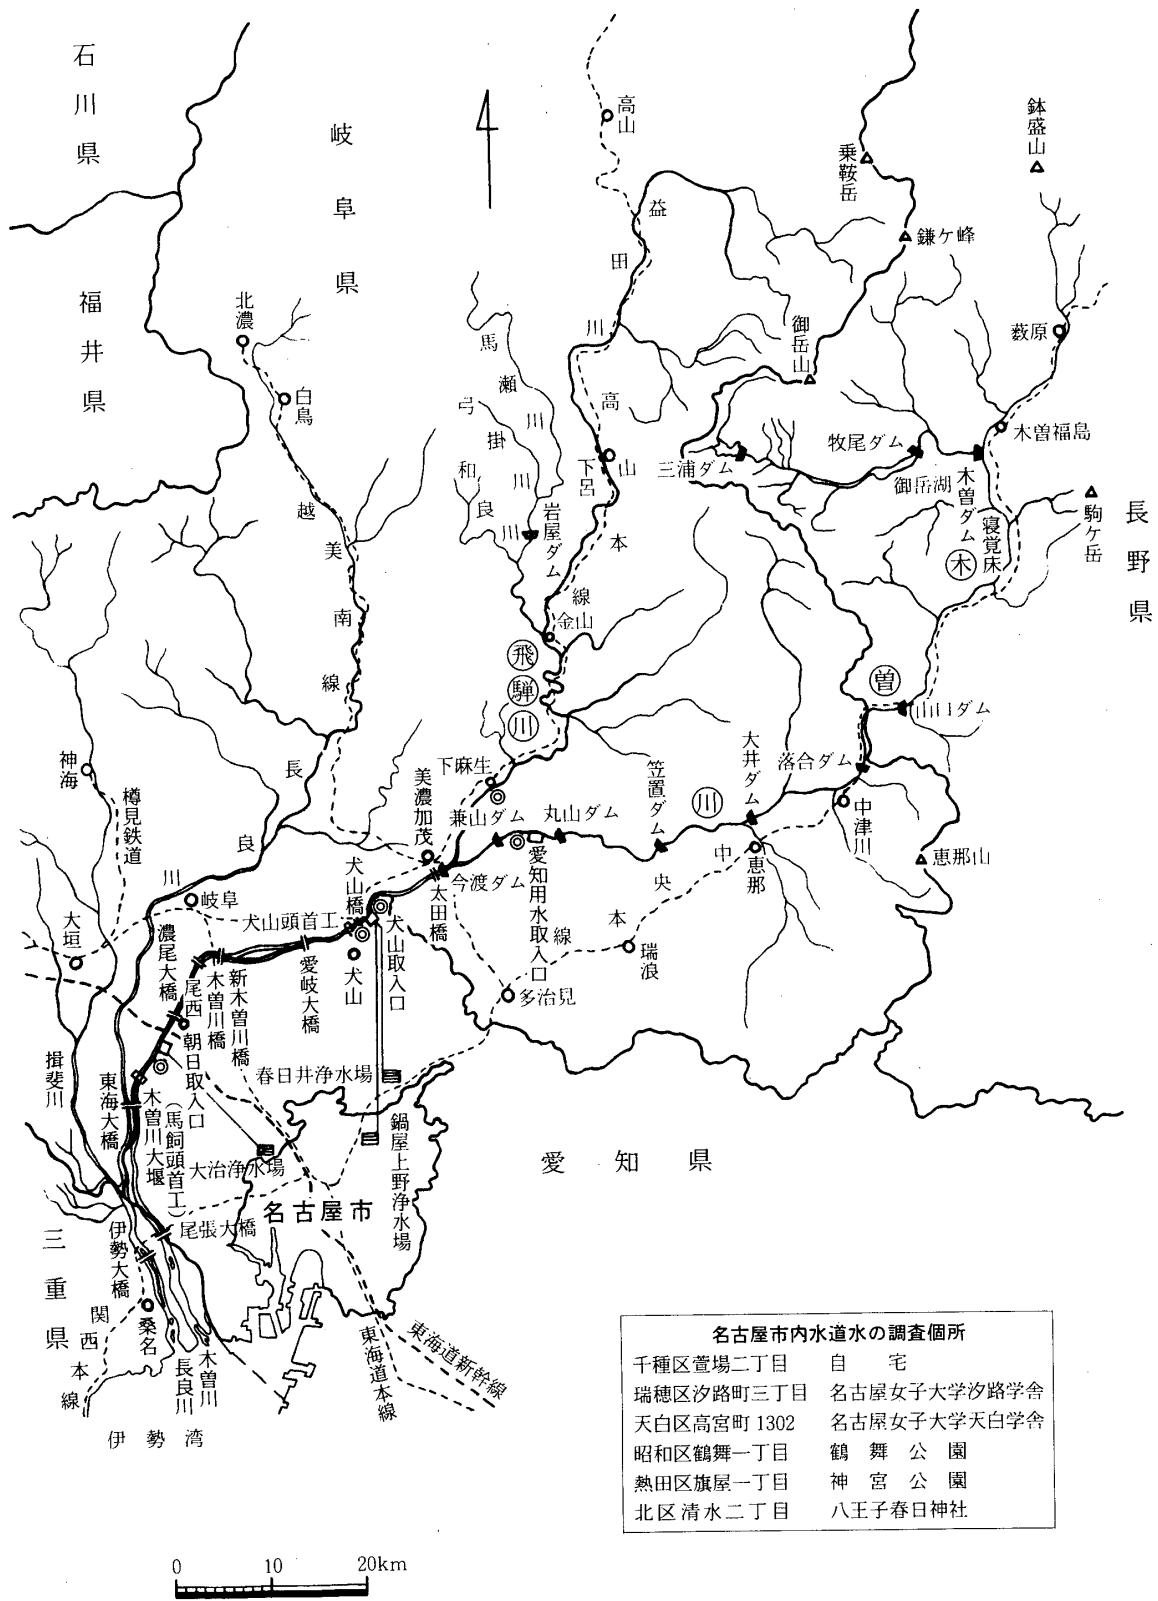 石川県
岐阜県
福井県
長野県
愛知県
三重県
高山
乗鞍岳
鉢盛山
鎌ケ峰
御岳山
藪原
木曽福島
駒ケ岳
北濃
白鳥
越美南線
馬瀬川
弓掛川
和良川
益田川
高山本線
下呂
岩屋ダム
金山
三浦ダム
牧尾ダム
御岳湖
木曽ダム
寝覚床
木曽川
飛騨川
山口ダム
落合ダム
中津川
恵那山
大井ダム
恵那
笠置ダム
丸山ダム
兼山ダム
下麻生
美濃加茂
今渡ダム
太田橋
愛知用水取入口
中央本線
瑞浪
多治見
神海
樽見鉄道
大垣
長良川
岐阜
犬山橋
犬山頭首工
犬山取入口
犬山
愛岐大橋
新木曽川橋
木曽川橋
濃尾大橋
尾西
朝日取入口
木曽川大堰
(馬飼頭首工)
東海大橋
揖斐川
春日井浄水場
鍋屋上野浄水場
大治浄水場
名古屋市
尾張大橋
伊勢大橋
桑名
関西本線
長良川
木曽川
伊勢湾
東海道本線
東海道新幹線
名古屋市内水道水の調査個所
千種区萱場二丁目 自宅
瑞穂区汐路町三丁目 名古屋女子大学汐路学舎
天白区高宮町1302 名古屋女子大学天白学舎
昭和区鶴舞一丁目 鶴舞公園
熱田区旗屋一丁目 神宮公園
北区清水二丁目 八王子春日神社
0 10 20km